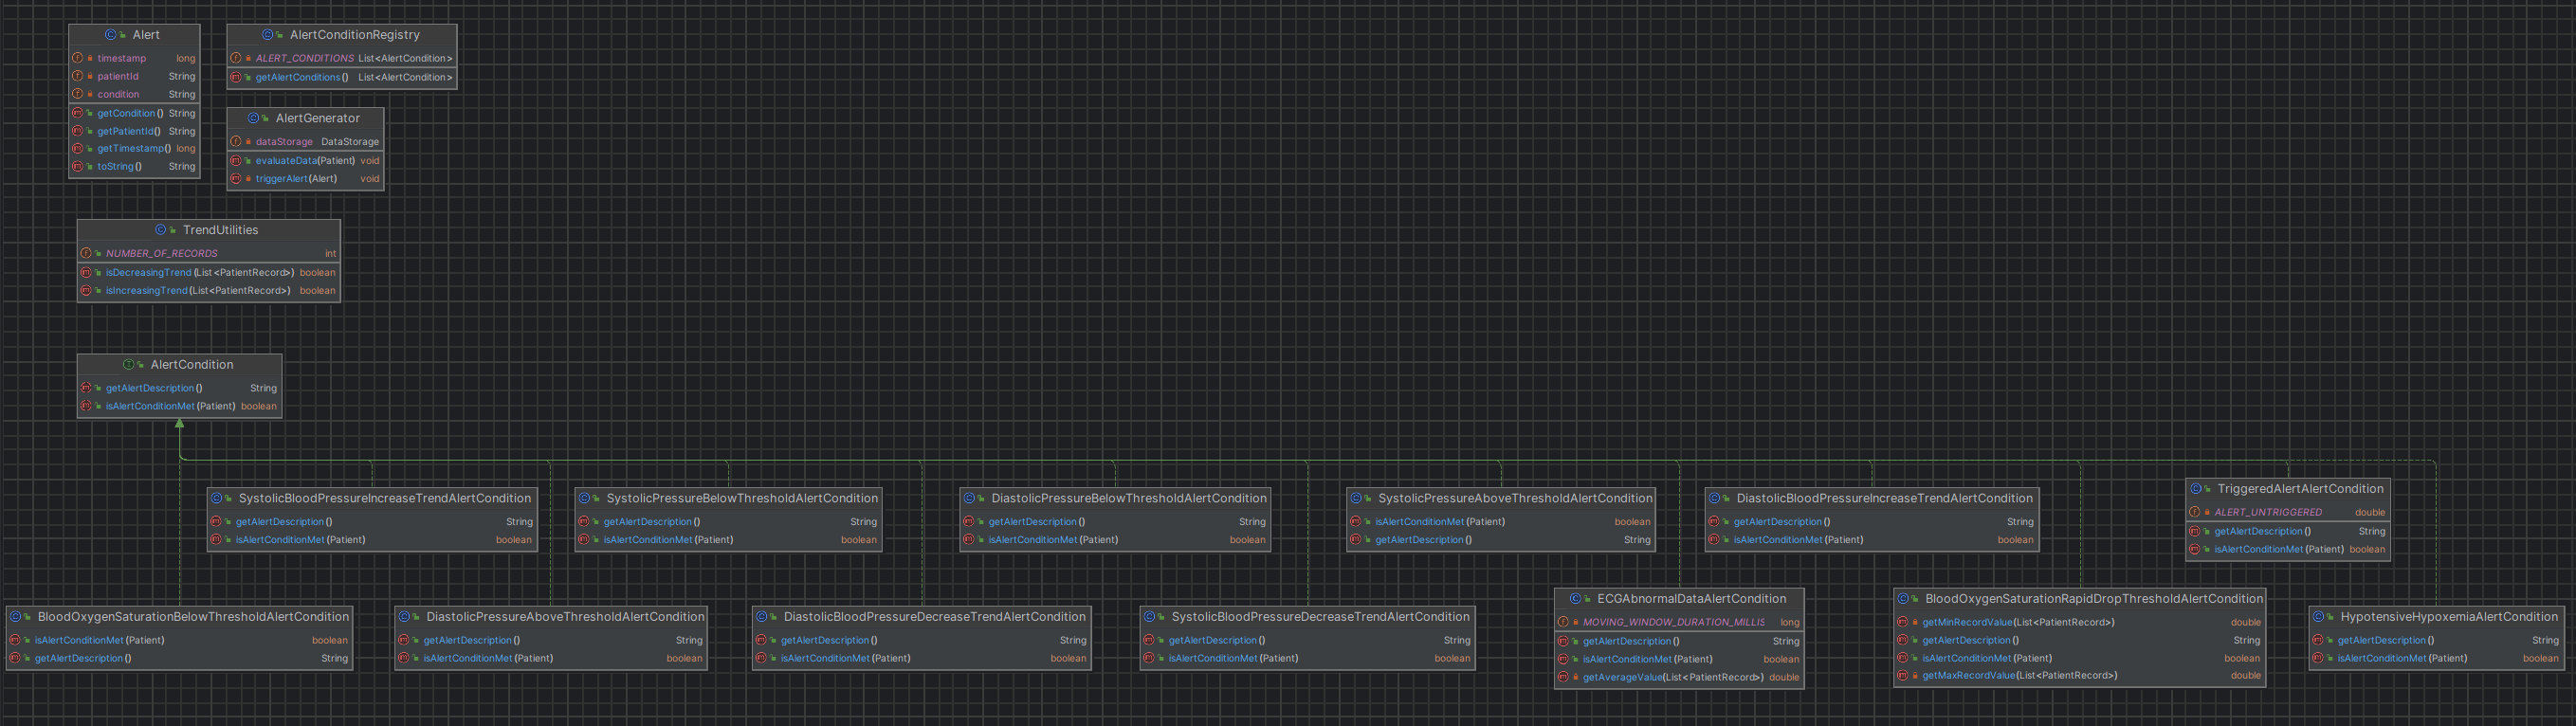 Alert
timestamp long
patientId String
condition String
getCondition() String
getPatientId() String
getTimestamp() long
toString() String
AlertConditionRegistry
ALERT_CONDITIONS List<AlertCondition>
getAlertConditions() List<AlertCondition>
AlertGenerator
dataStorage DataStorage
evaluateData(Patient) void
triggerAlert(Alert) void
TrendUtilities
NUMBER_OF_RECORDS int
isDecreasingTrend(List<PatientRecord>) boolean
isIncreasingTrend(List<PatientRecord>) boolean
AlertCondition
getAlertDescription() String
isAlertConditionMet(Patient) boolean
SystolicBloodPressureIncreaseTrendAlertCondition
getAlertDescription() String
isAlertConditionMet(Patient) boolean
SystolicPressureBelowThresholdAlertCondition
getAlertDescription() String
isAlertConditionMet(Patient) boolean
DiastolicPressureBelowThresholdAlertCondition
getAlertDescription() String
isAlertConditionMet(Patient) boolean
SystolicPressureAboveThresholdAlertCondition
isAlertConditionMet(Patient) boolean
getAlertDescription() String
DiastolicBloodPressureIncreaseTrendAlertCondition
getAlertDescription() String
isAlertConditionMet(Patient) boolean
TriggeredAlertAlertCondition
ALERT_UNTRIGGERED double
getAlertDescription() String
isAlertConditionMet(Patient) boolean
BloodOxygenSaturationBelowThresholdAlertCondition
isAlertConditionMet(Patient) boolean
getAlertDescription() String
DiastolicPressureAboveThresholdAlertCondition
getAlertDescription() String
isAlertConditionMet(Patient) boolean
DiastolicBloodPressureDecreaseTrendAlertCondition
getAlertDescription() String
isAlertConditionMet(Patient) boolean
SystolicBloodPressureDecreaseTrendAlertCondition
getAlertDescription() String
isAlertConditionMet(Patient) boolean
ECGAbnormalDataAlertCondition
MOVING_WINDOW_DURATION_MILLIS long
getAlertDescription() String
isAlertConditionMet(Patient) boolean
getAverageValue(List<PatientRecord>) double
BloodOxygenSaturationRapidDropThresholdAlertCondition
getMinRecordValue(List<PatientRecord>) double
getAlertDescription() String
isAlertConditionMet(Patient) boolean
getMaxRecordValue(List<PatientRecord>) double
HypotensiveHypoxemiaAlertCondition
getAlertDescription() String
isAlertConditionMet(Patient) boolean